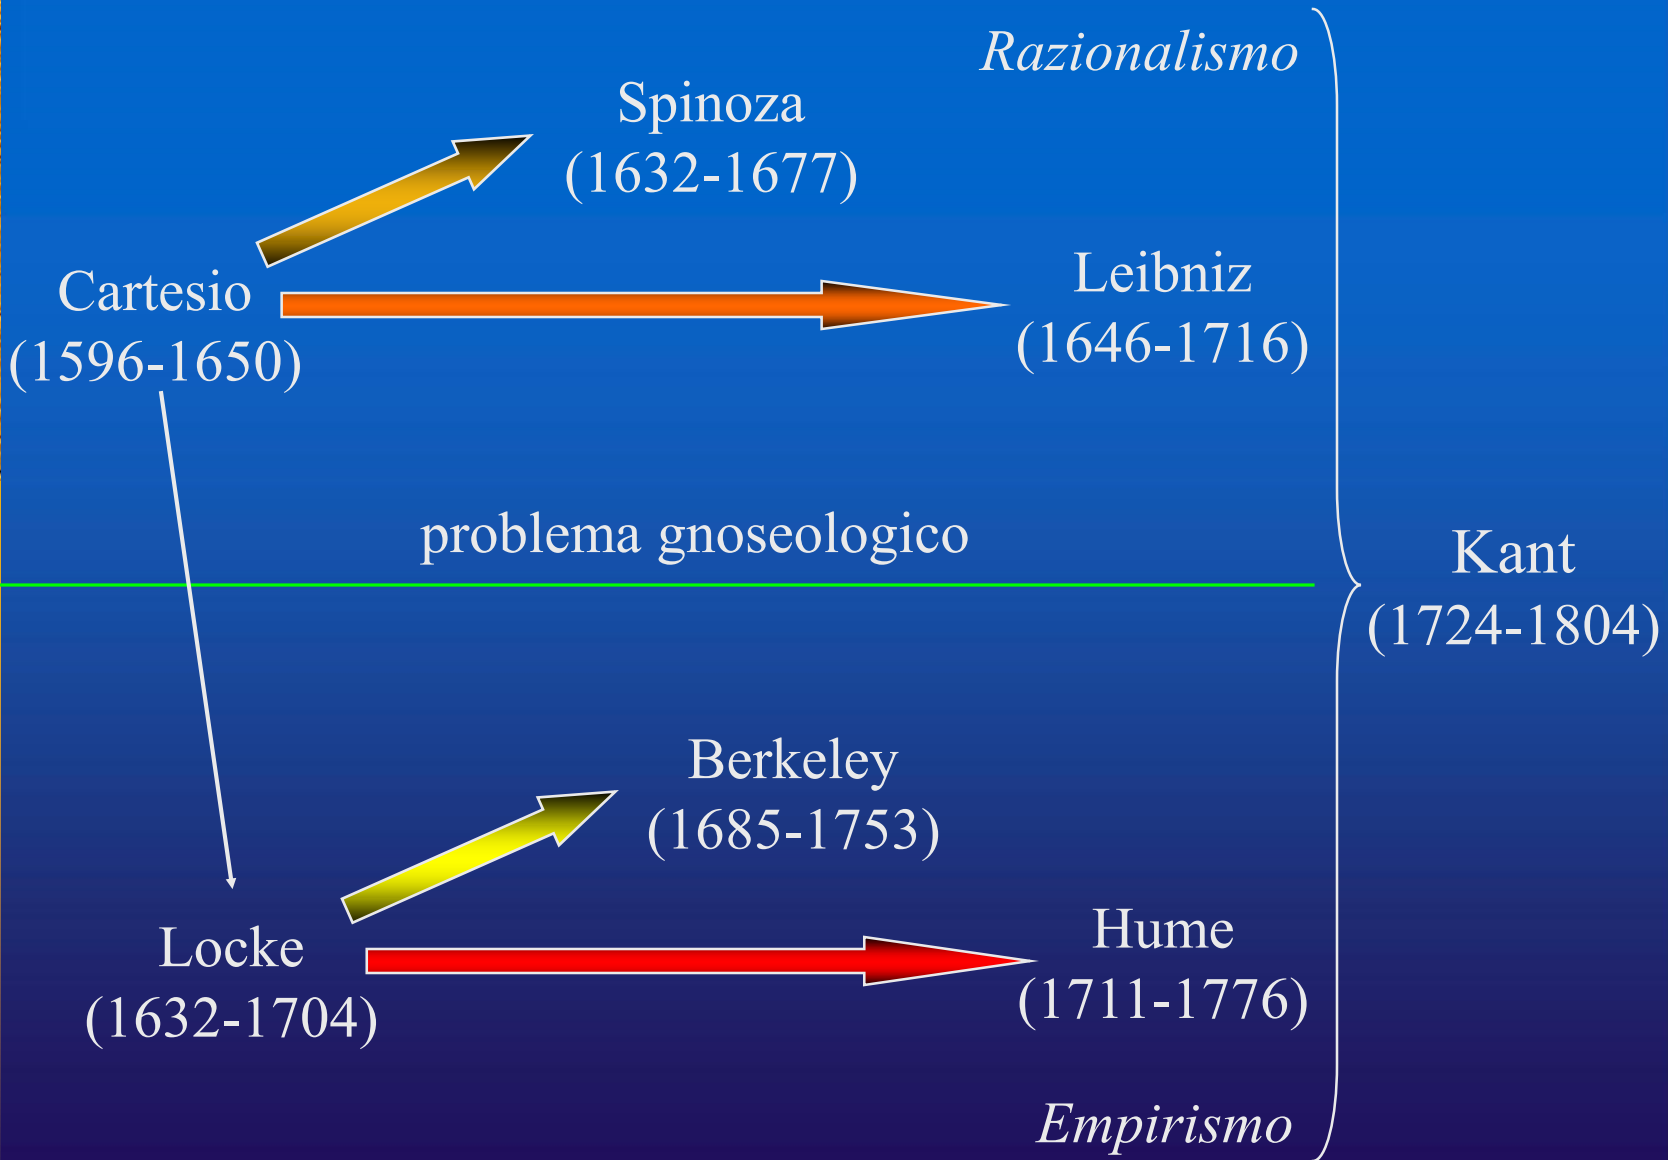 Razionalismo
Spinoza
(1632-1677)
Cartesio
(1596-1650)
Leibniz
(1646-1716)
problema gnoseologico
Kant
(1724-1804)
Berkeley
(1685-1753)
Locke
(1632-1704)
Hume
(1711-1776)
Empirismo